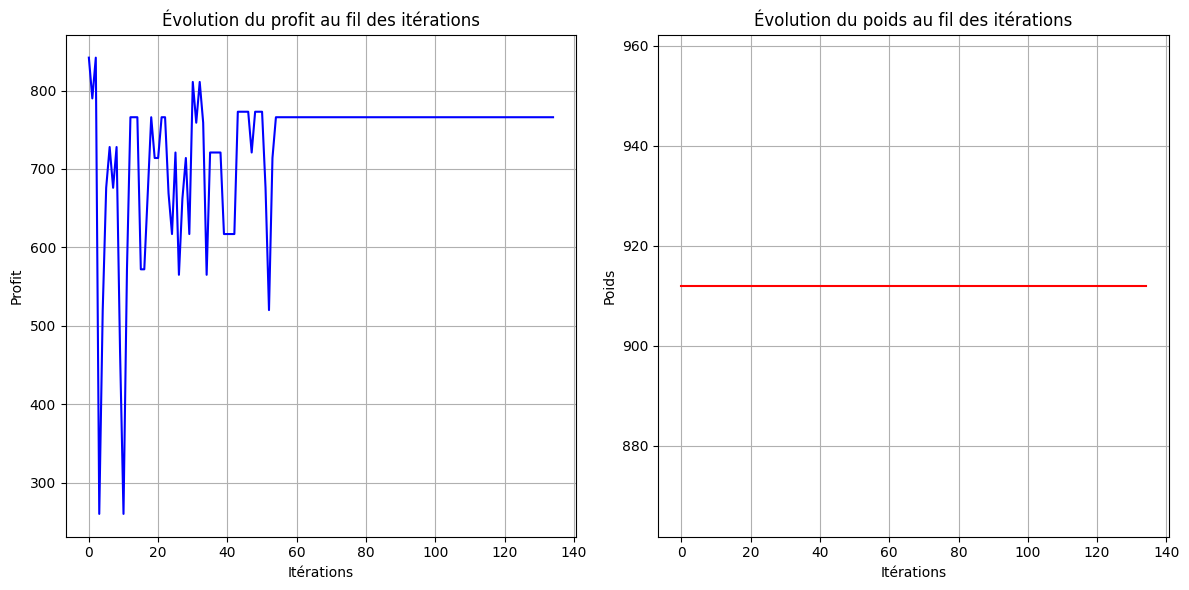 Évolution du profit au fil des itérations
Profit
800
700
600
500
400
300
0 20 40 60 80 100 120 140
Itérations
Évolution du poids au fil des itérations
Poids
960
940
920
900
880
0 20 40 60 80 100 120 140
Itérations